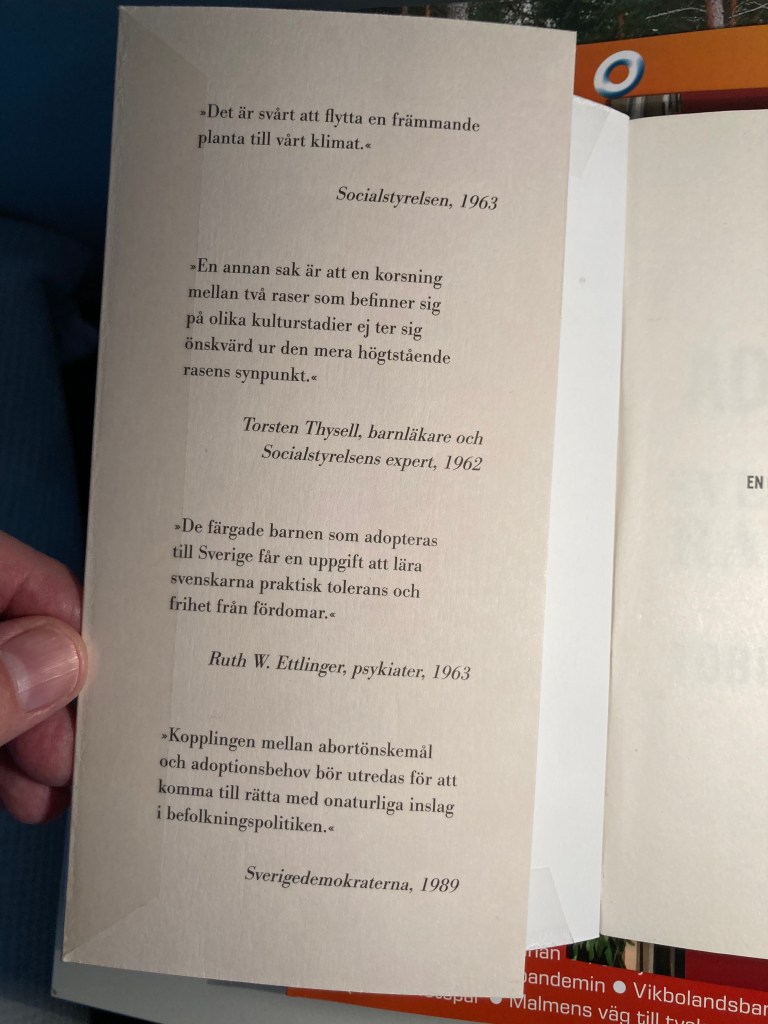 »Det är svårt att flytta en främmande
planta till vårt klimat.«
Socialstyrelsen, 1963
»En annan sak är att en korsning
mellan två raser som befinner sig
på olika kulturstadier ej ter sig
önskvärd ur den mera högtstående
rasens synpunkt.«
Torsten Thysell, barnläkare och
Socialstyrelsens expert, 1962
»De färgade barnen som adopteras
till Sverige får en uppgift att lära
svenskarna praktisk tolerans och
frihet från fördomar.«
Ruth W. Ettlinger, psykiater, 1963
»Kopplingen mellan abortönskemål
och adoptionsbehov bör utredas för att
komma till rätta med onaturliga inslag
i befolkningspolitiken.«
Sverigedemokraterna, 1989
EN
pandemin ● Vikbolandsban
● Malmens väg till